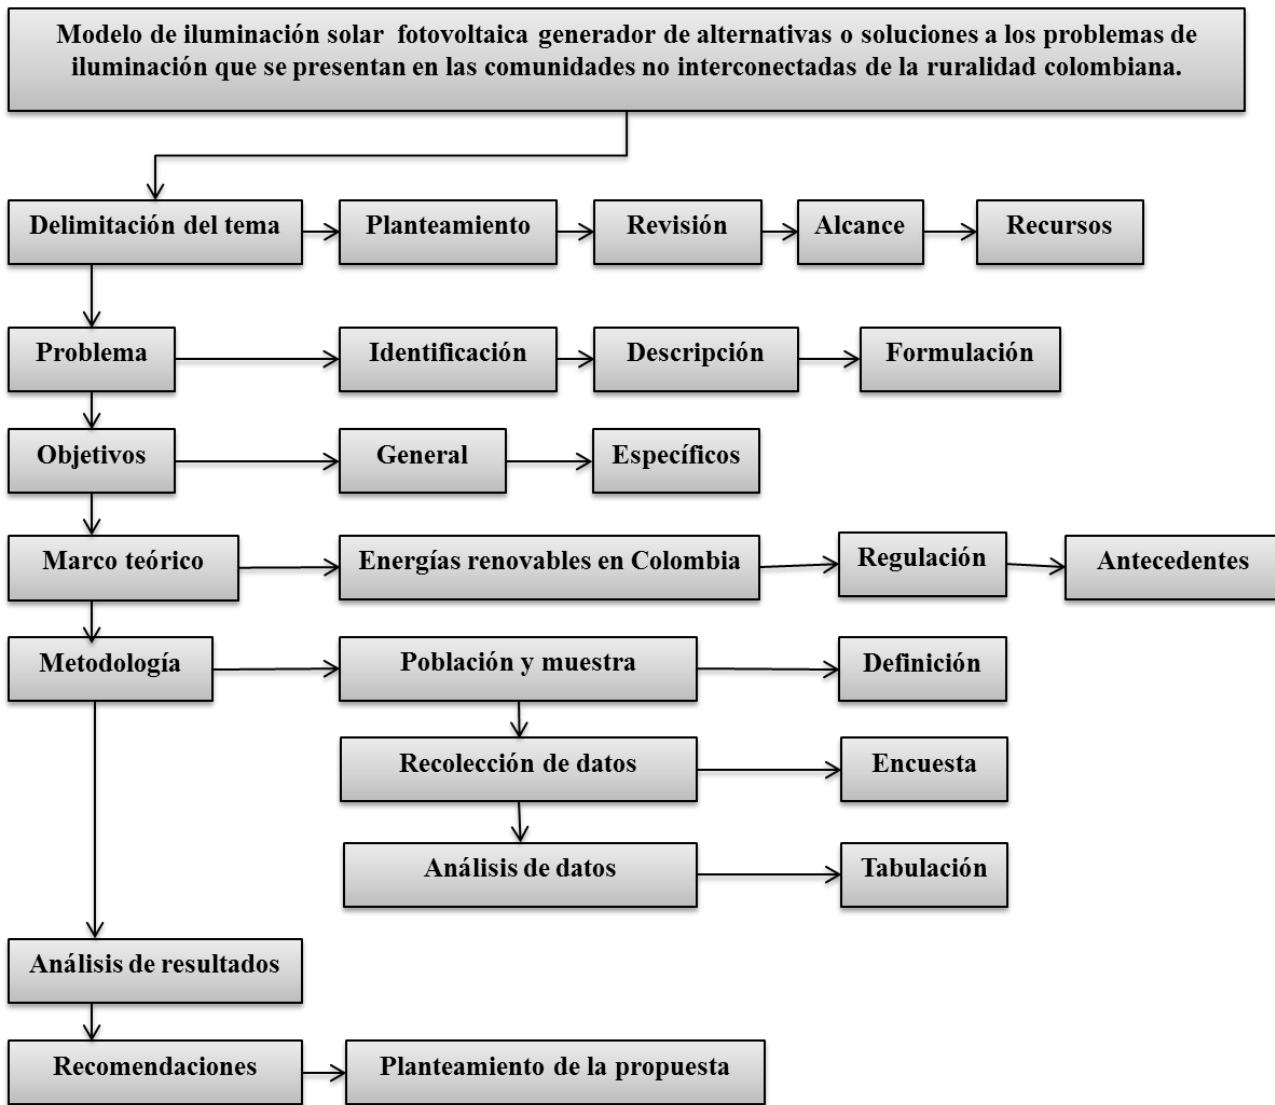 Modelo de iluminación solar fotovoltaica generador de alternativas o soluciones a los problemas de
iluminación que se presentan en las comunidades no interconectadas de la ruralidad colombiana.
Delimitación del tema
Planteamiento
Revisión
Alcance
Recursos
Problema
Identificación
Descripción
Formulación
Objetivos
General
Específicos
Marco teórico
Energías renovables en Colombia
Regulación
Antecedentes
Metodología
Población y muestra
Definición
Recolección de datos
Encuesta
Análisis de datos
Tabulación
Análisis de resultados
Recomendaciones
Planteamiento de la propuesta